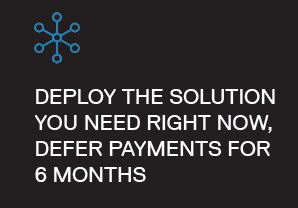 DEPLOY THE SOLUTION
YOU NEED RIGHT NOW,
DEFER PAYMENTS FOR
6 MONTHS